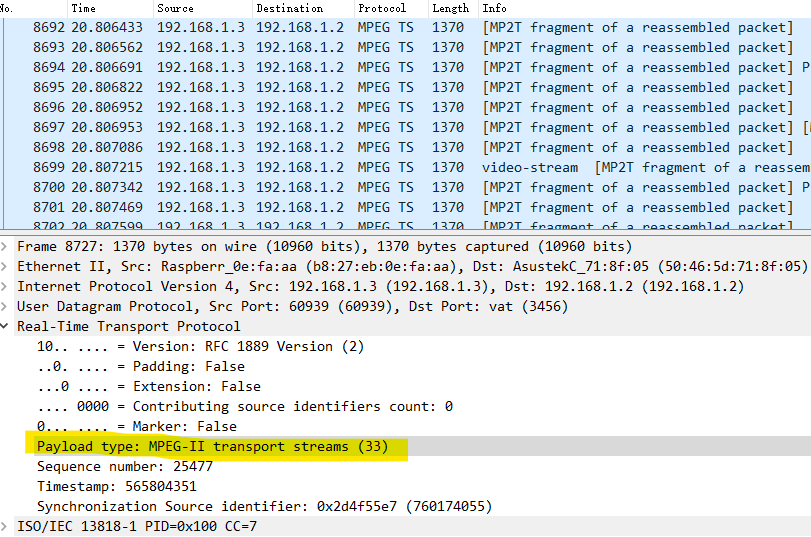 No. Time Source Destination Protocol Length Info
8692 20.806433 192.168.1.3 192.168.1.2 MPEG TS 1370 [MP2T fragment of a reassembled packet]
8693 20.806562 192.168.1.3 192.168.1.2 MPEG TS 1370 [MP2T fragment of a reassembled packet]
8694 20.806691 192.168.1.3 192.168.1.2 MPEG TS 1370 [MP2T fragment of a reassembled packet] P
8695 20.806822 192.168.1.3 192.168.1.2 MPEG TS 1370 [MP2T fragment of a reassembled packet]
8696 20.806952 192.168.1.3 192.168.1.2 MPEG TS 1370 [MP2T fragment of a reassembled packet]
8697 20.806953 192.168.1.3 192.168.1.2 MPEG TS 1370 [MP2T fragment of a reassembled packet] [
8698 20.807086 192.168.1.3 192.168.1.2 MPEG TS 1370 [MP2T fragment of a reassembled packet]
8699 20.807215 192.168.1.3 192.168.1.2 MPEG TS 1370 video-stream [MP2T fragment of a reassem
8700 20.807342 192.168.1.3 192.168.1.2 MPEG TS 1370 [MP2T fragment of a reassembled packet] P
8701 20.807469 192.168.1.3 192.168.1.2 MPEG TS 1370 [MP2T fragment of a reassembled packet]
8702 20.807599 192.168.1.3 192.168.1.2 MPEG TS 1370 [MP2T fragment of a reassembled packet]
Frame 8727: 1370 bytes on wire (10960 bits), 1370 bytes captured (10960 bits)
Ethernet II, Src: Raspberr_0e:fa:aa (b8:27:eb:0e:fa:aa), Dst: AsustekC_71:8f:05 (50:46:5d:71:8f:05)
Internet Protocol Version 4, Src: 192.168.1.3 (192.168.1.3), Dst: 192.168.1.2 (192.168.1.2)
User Datagram Protocol, Src Port: 60939 (60939), Dst Port: vat (3456)
Real-Time Transport Protocol
10.. .... = Version: RFC 1889 Version (2)
..0. .... = Padding: False
...0 .... = Extension: False
.... 0000 = Contributing source identifiers count: 0
0... .... = Marker: False
Payload type: MPEG-II transport streams (33)
Sequence number: 25477
Timestamp: 565804351
Synchronization Source identifier: 0x2d4f55e7 (760174055)
ISO/IEC 13818-1 PID=0x100 CC=7